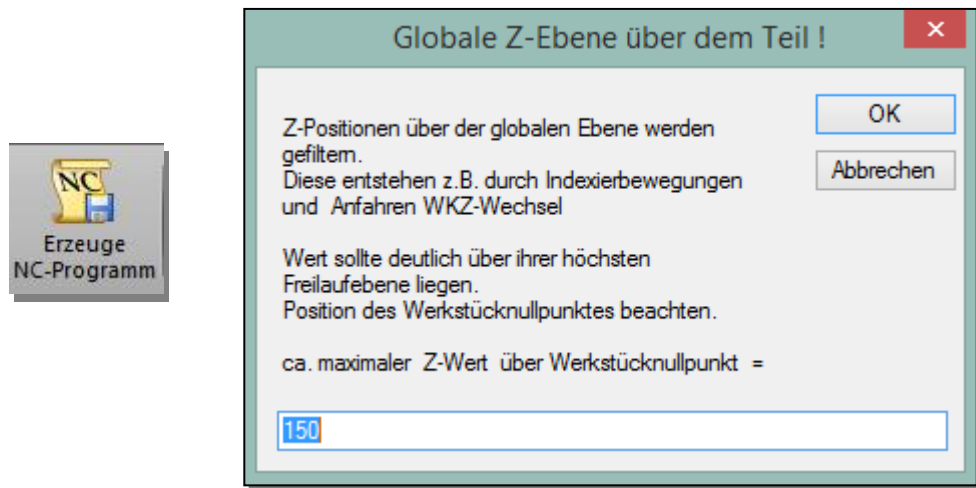 NC
Erzeuge
NC-Programm
Globale Z-Ebene über dem Teil !
Z-Positionen über der globalen Ebene werden
gefiltern.
Diese entstehen z.B. durch Indexierbewegungen
und Anfahren WKZ-Wechsel
Wert sollte deutlich über ihrer höchsten
Freilaufebene liegen.
Position des Werkstücknullpunktes beachten.
ca. maximaler Z-Wert über Werkstücknullpunkt =
150
OK
Abbrechen